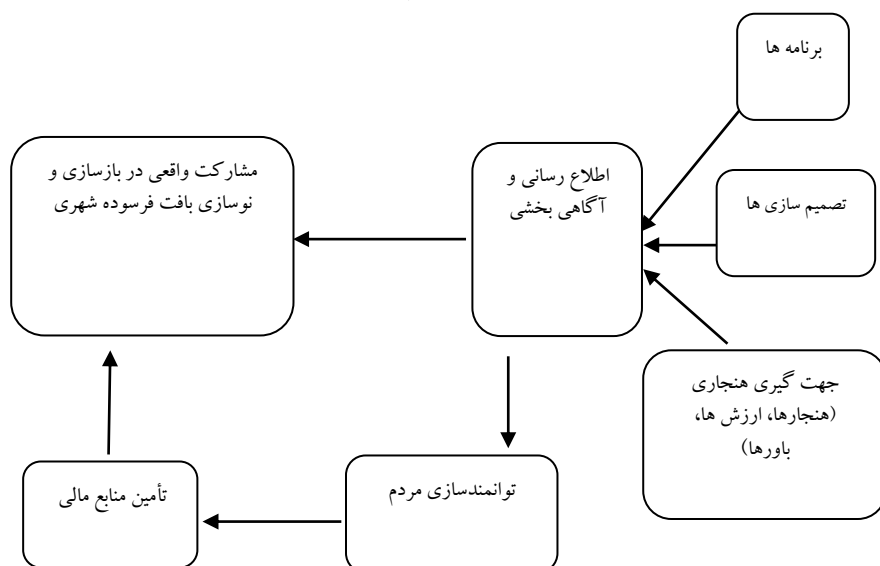 برنامه ها
تصمیم سازی ها
جهت گیری هنجاری
(هنجارها، ارزش ها،
باورها)
اطلاع رسانی و
آگاهی بخشی
مشارکت واقعی در بازسازی و
نوسازی بافت فرسوده شهری
توانمندسازی مردم
تأمین منابع مالی